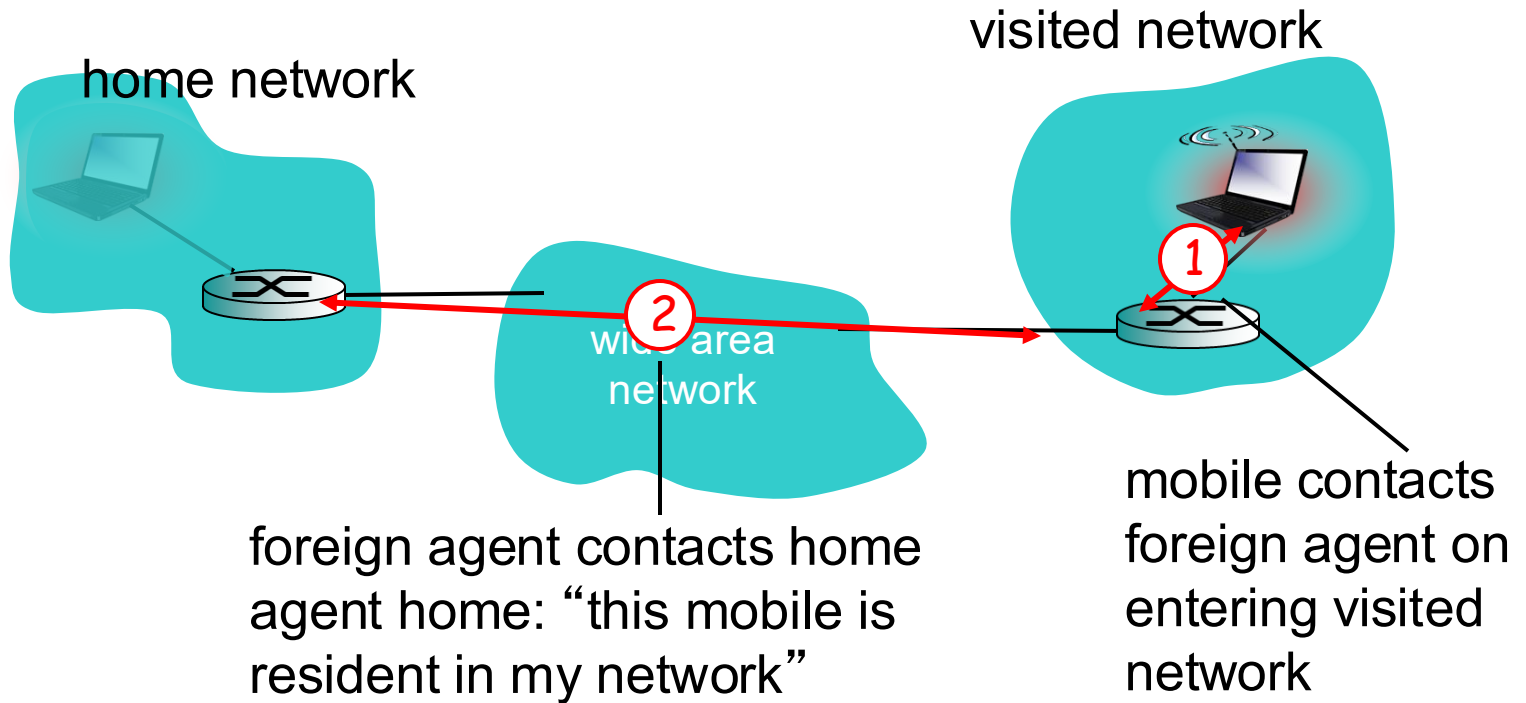 visited network
home network
1
2
wide area
network
foreign agent contacts home
agent home: “this mobile is
resident in my network”
mobile contacts
foreign agent on
entering visited
network